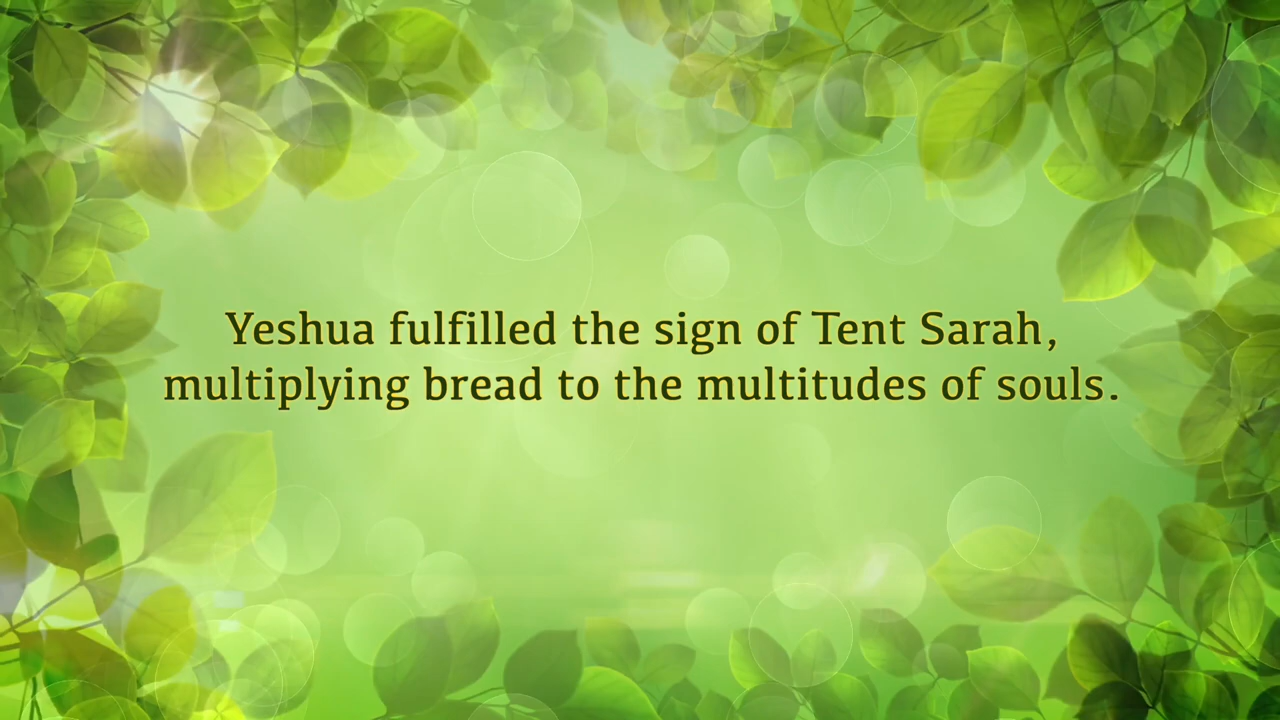 Yeshua fulfilled the sign of Tent Sarah,
multiplying bread to the multitudes of souls.